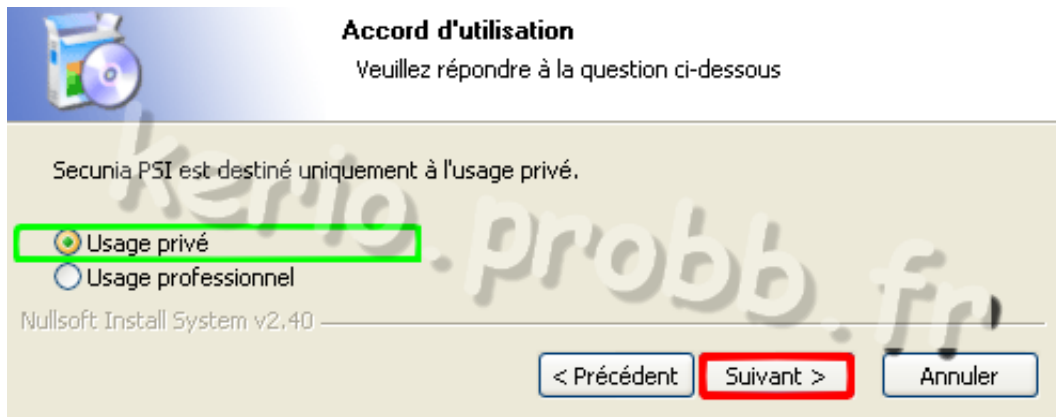 Accord d'utilisation
Veuillez répondre à la question ci-dessous
Secunia PSI est destiné uniquement à l'usage privé.
Usage privé
Usage professionnel
Nullsoft Install System v2.40
< Précédent Suivant > Annuler
kerio.probb.fr